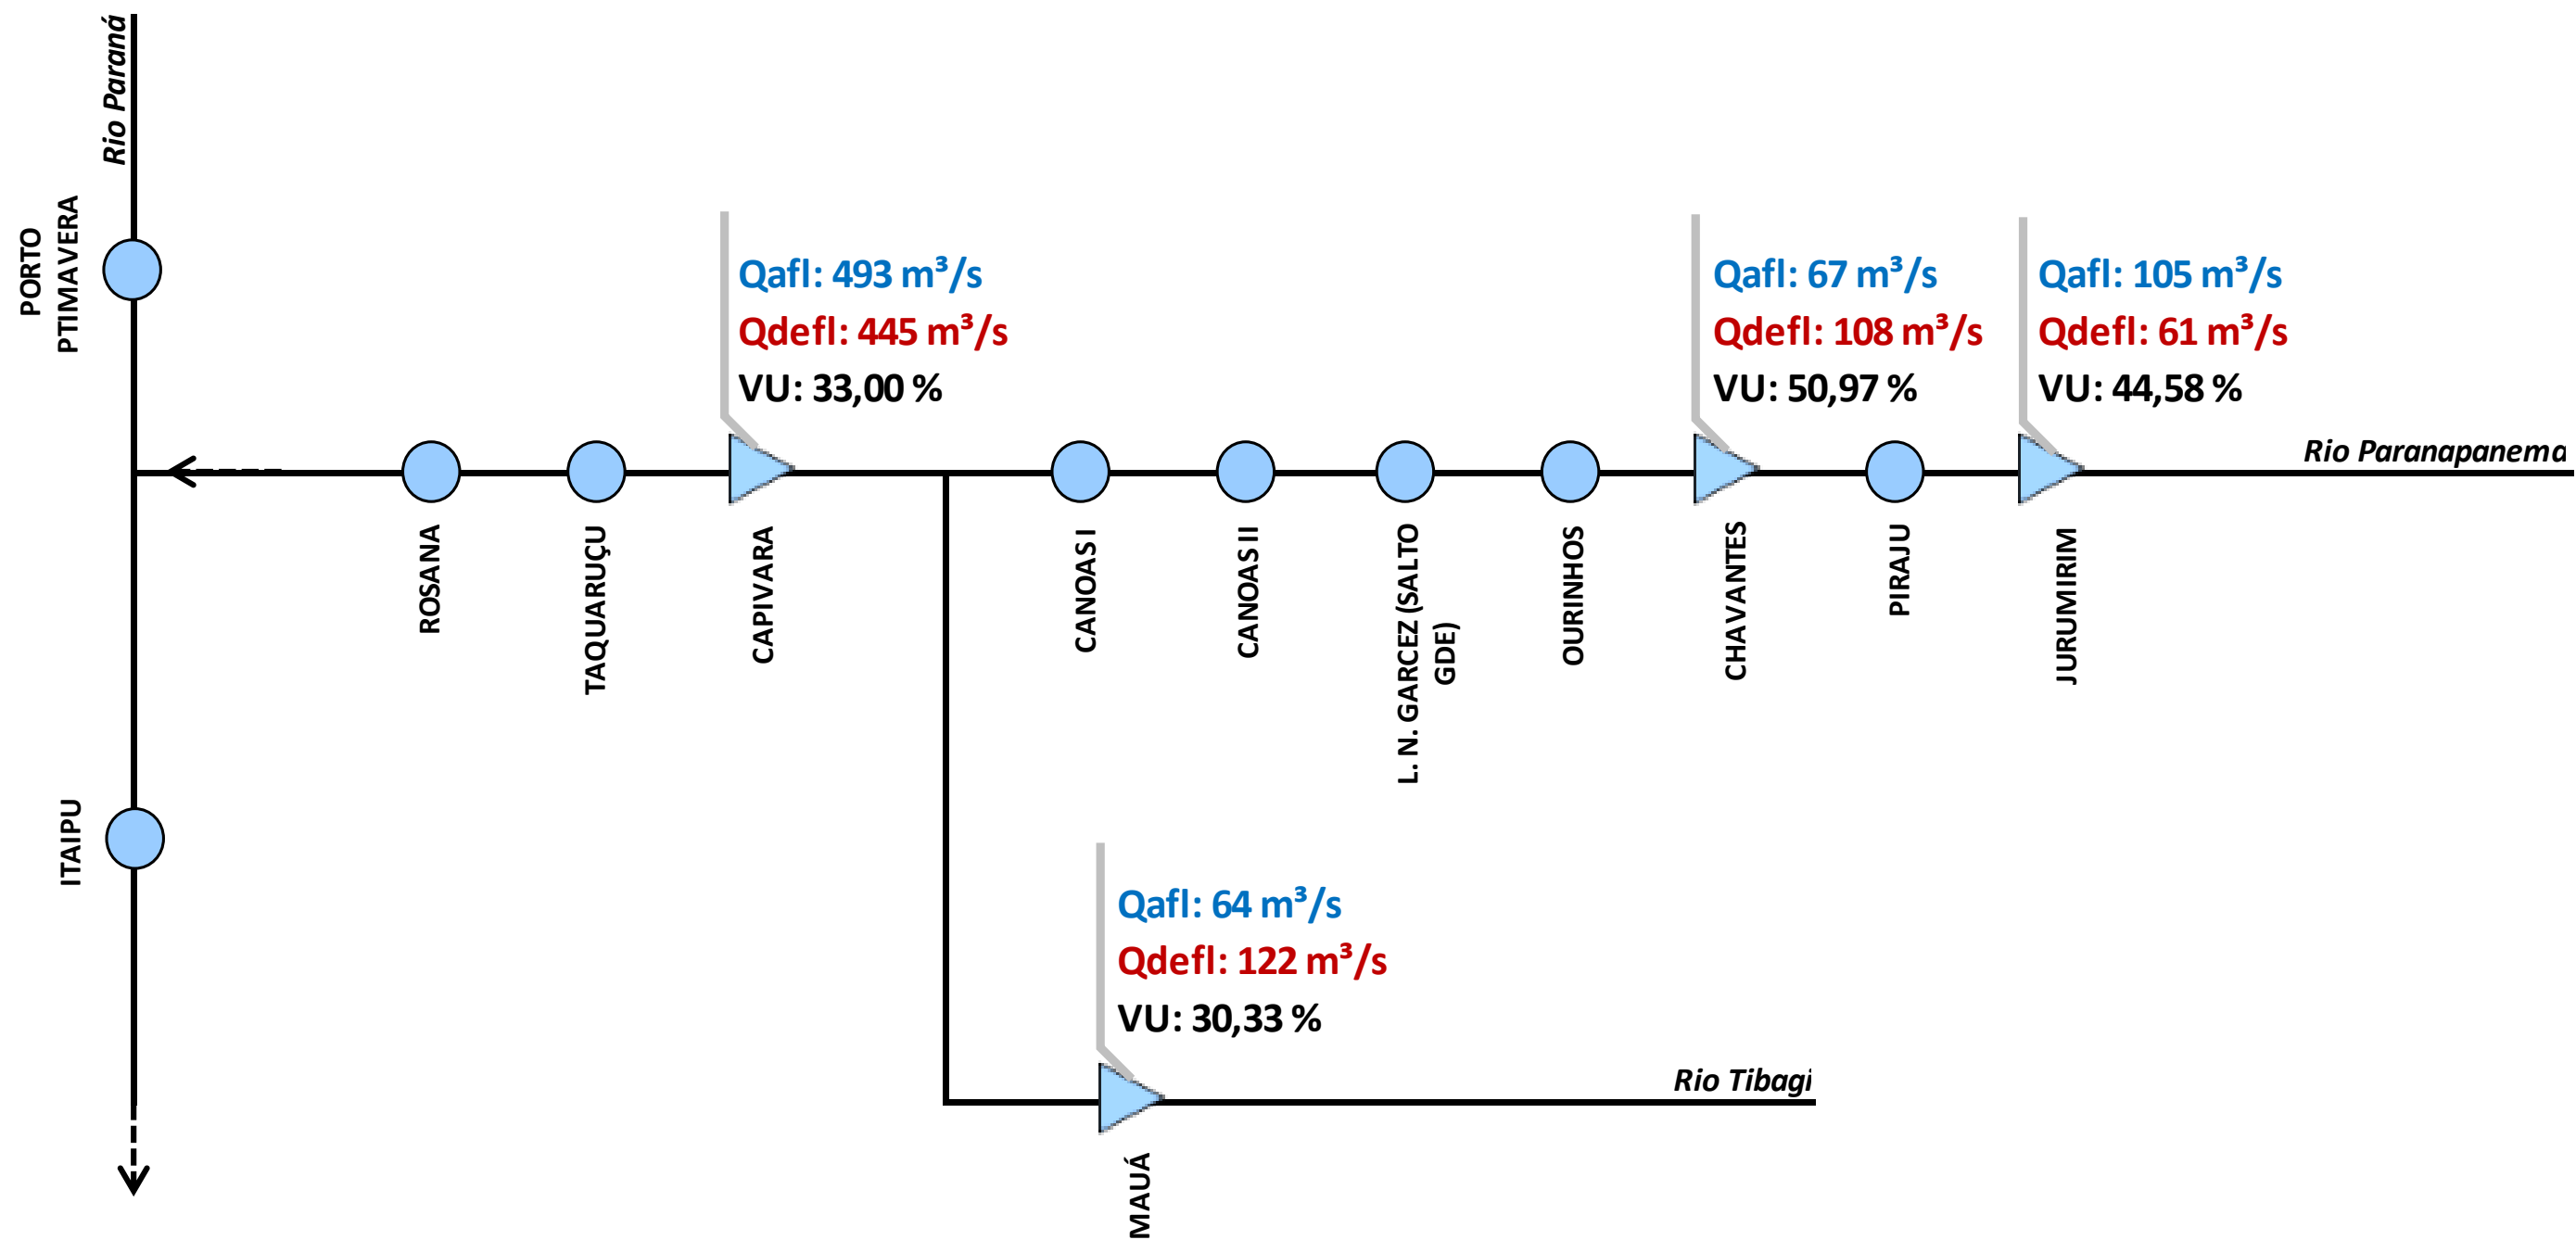 Rio Paraná
PORTO
PTIMAVERA
Qafl: 493 m³/s
Qdefl: 445 m³/s
VU: 33,00 %
Qafl: 67 m³/s
Qdefl: 108 m³/s
VU: 50,97 %
Qafl: 105 m³/s
Qdefl: 61 m³/s
VU: 44,58 %
Rio Paranapanema
ROSANA
TAQUARUÇU
CAPIVARA
CANOAS I
CANOAS II
L. N. GARCEZ (SALTO
GDE)
OURINHOS
CHAVANTES
PIRAJU
JURUMIRIM
ITAIPU
Qafl: 64 m³/s
Qdefl: 122 m³/s
VU: 30,33 %
Rio Tibagi
MAUÁ